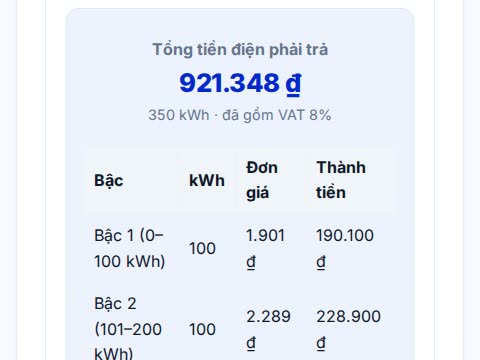 Tổng tiền điện phải trả
921.348 ₫
350 kWh · đã gồm VAT 8%
Bậc kWh Đơn giá Thành tiền
Bậc 1 (0–100 kWh) 100 1.901 ₫ 190.100 ₫
Bậc 2 (101–200 kWh) 100 2.289 ₫ 228.900 ₫